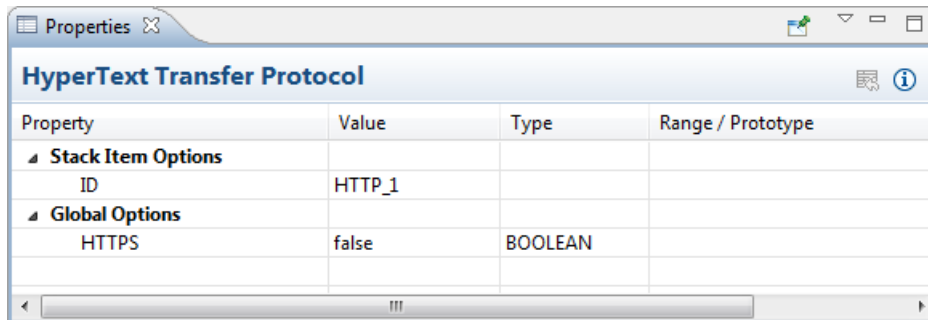 Properties
HyperText Transfer Protocol
Property Value Type Range / Prototype
Stack Item Options
ID HTTP_1
Global Options
HTTPS false BOOLEAN